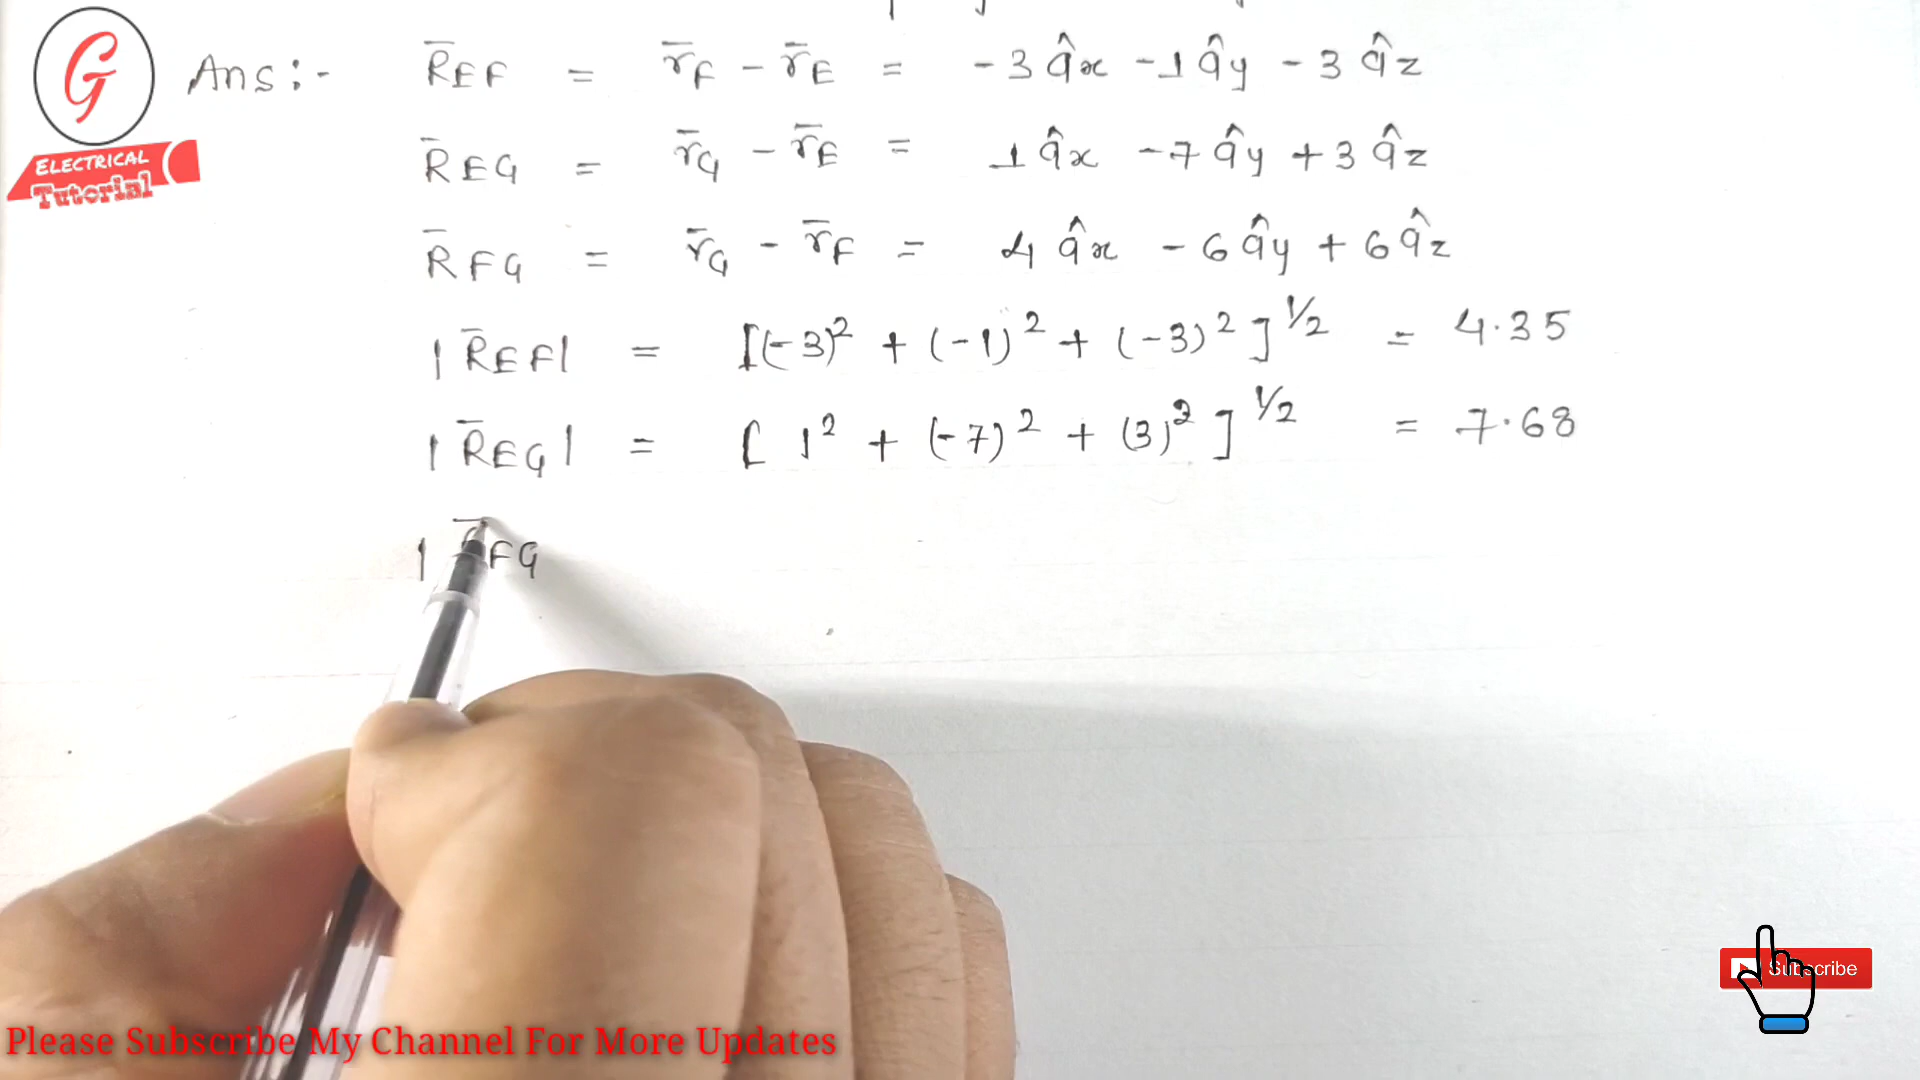 G
ELECTRICAL
Tutorial
Ans:- R̅EF = r̅F - r̅E = -3 âx -1 ây - 3 âz
R̅EG = r̅G - r̅E = 1 âx -7 ây + 3 âz
R̅FG = r̅G - r̅F = 4 âx - 6 ây + 6 âz
|R̅EF| = [(-3)² + (-1)² + (-3)²]^1/2 = 4.35
|R̅EG| = [1² + (-7)² + (3)²]^1/2 = 7.68
| FG
Subscribe
Please Subscribe My Channel For More Updates